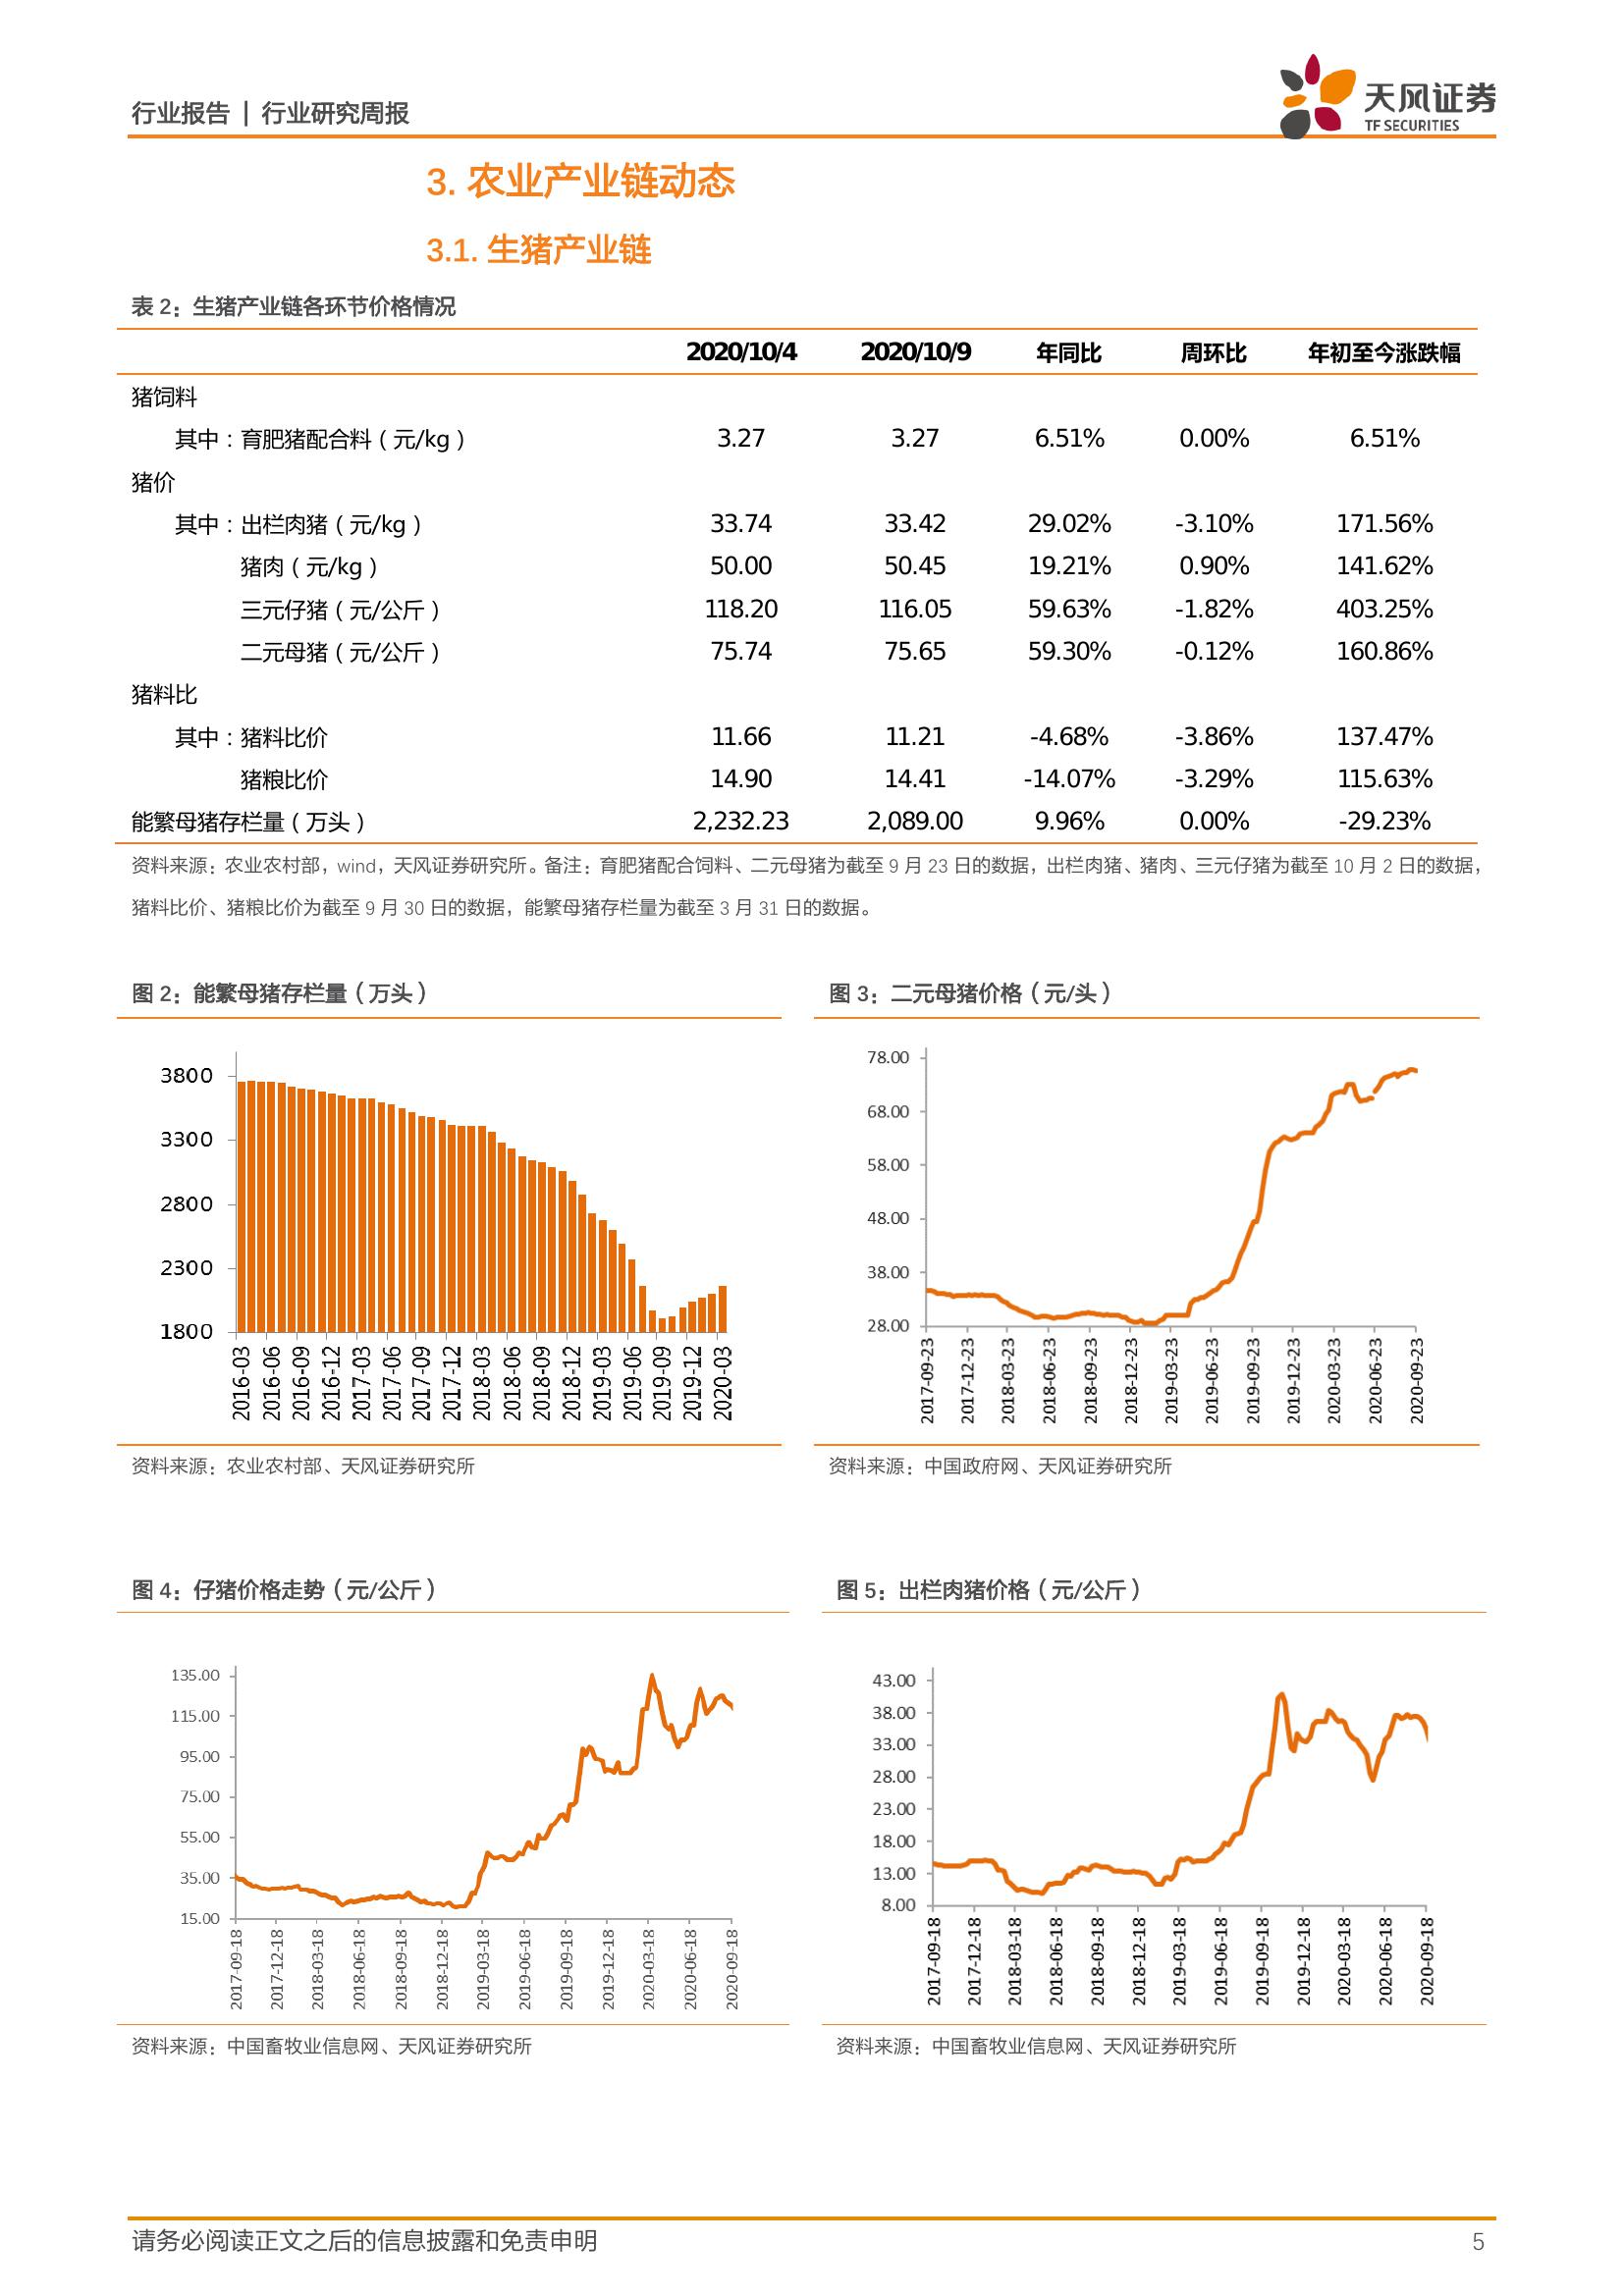 行业报告 | 行业研究周报
天风证券
TF SECURITIES
3. 农业产业链动态
3.1. 生猪产业链
表 2：生猪产业链各环节价格情况
2020/10/4 2020/10/9 年同比 周环比 年初至今涨跌幅
猪饲料
其中：育肥猪配合料（元/kg） 3.27 3.27 6.51% 0.00% 6.51%
猪价
其中：出栏肉猪（元/kg） 33.74 33.42 29.02% -3.10% 171.56%
猪肉（元/kg） 50.00 50.45 19.21% 0.90% 141.62%
三元仔猪（元/公斤） 118.20 116.05 59.63% -1.82% 403.25%
二元母猪（元/公斤） 75.74 75.65 59.30% -0.12% 160.86%
猪料比
其中：猪料比价 11.66 11.21 -4.68% -3.86% 137.47%
猪粮比价 14.90 14.41 -14.07% -3.29% 115.63%
能繁母猪存栏量（万头） 2,232.23 2,089.00 9.96% 0.00% -29.23%
资料来源：农业农村部，wind，天风证券研究所。备注：育肥猪配合饲料、二元母猪为截至 9 月 23 日的数据，出栏肉猪、猪肉、三元仔猪为截至 10 月 2 日的数据，
猪料比价、猪粮比价为截至 9 月 30 日的数据，能繁母猪存栏量为截至 3 月 31 日的数据。
图 2：能繁母猪存栏量（万头）
3800
3300
2800
2300
1800
2016-03 2016-06 2016-09 2016-12 2017-03 2017-06 2017-09 2017-12 2018-03 2018-06 2018-09 2018-12 2019-03 2019-06 2019-09 2019-12 2020-03
资料来源：农业农村部、天风证券研究所
图 3：二元母猪价格（元/头）
78.00
68.00
58.00
48.00
38.00
28.00
2017-09-23 2017-12-23 2018-03-23 2018-06-23 2018-09-23 2018-12-23 2019-03-23 2019-06-23 2019-09-23 2019-12-23 2020-03-23 2020-06-23 2020-09-23
资料来源：中国政府网、天风证券研究所
图 4：仔猪价格走势（元/公斤）
135.00
115.00
95.00
75.00
55.00
35.00
15.00
2017-09-18 2017-12-18 2018-03-18 2018-06-18 2018-09-18 2018-12-18 2019-03-18 2019-06-18 2019-09-18 2019-12-18 2020-03-18 2020-06-18 2020-09-18
资料来源：中国畜牧业信息网、天风证券研究所
图 5：出栏肉猪价格（元/公斤）
43.00
38.00
33.00
28.00
23.00
18.00
13.00
8.00
2017-09-18 2017-12-18 2018-03-18 2018-06-18 2018-09-18 2018-12-18 2019-03-18 2019-06-18 2019-09-18 2019-12-18 2020-03-18 2020-06-18 2020-09-18
资料来源：中国畜牧业信息网、天风证券研究所
请务必阅读正文之后的信息披露和免责申明 5